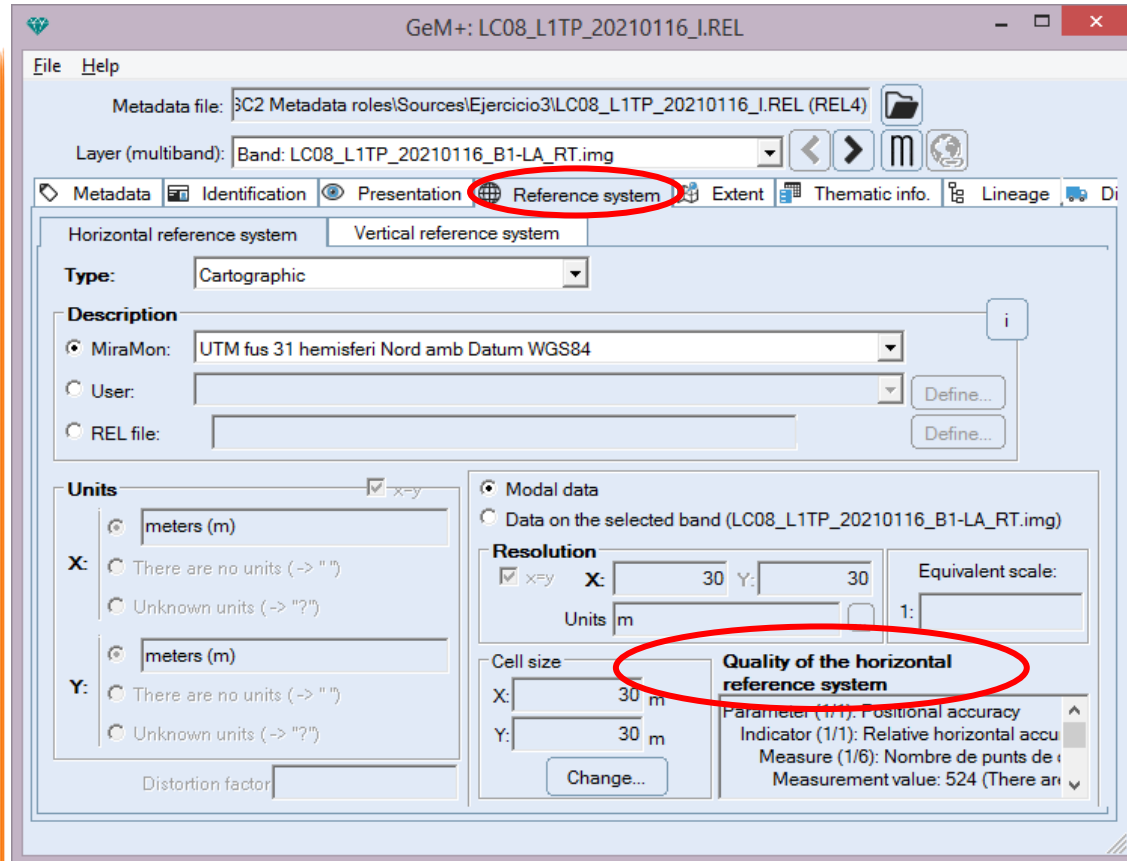 GeM+: LC08_L1TP_20210116_I.REL
File Help
Metadata file: 3C2 Metadata roles\Sources\Ejercicio3\LC08_L1TP_20210116_I.REL (REL4)
Layer (multiband): Band: LC08_L1TP_20210116_B1-LA_RT.img
Metadata Identification Presentation Reference system Extent Thematic info. Lineage Di
Horizontal reference system Vertical reference system
Type: Cartographic
Description
i
MiraMon: UTM fus 31 hemisferi Nord amb Datum WGS84
User: Define...
REL file: Define...
Units x=y
X: meters (m)
There are no units (-> " ")
Unknown units (-> "?")
Y: meters (m)
There are no units (-> " ")
Unknown units (-> "?")
Distortion factor
Modal data
Data on the selected band (LC08_L1TP_20210116_B1-LA_RT.img)
Resolution
x=y X: 30 Y: 30
Units m
Equivalent scale:
1:
Cell size
X: 30 m
Y: 30 m
Change...
Quality of the horizontal
reference system
Parameter (1/1): Positional accuracy
Indicator (1/1): Relative horizontal accu
Measure (1/6): Nombre de punts de
Measurement value: 524 (There are